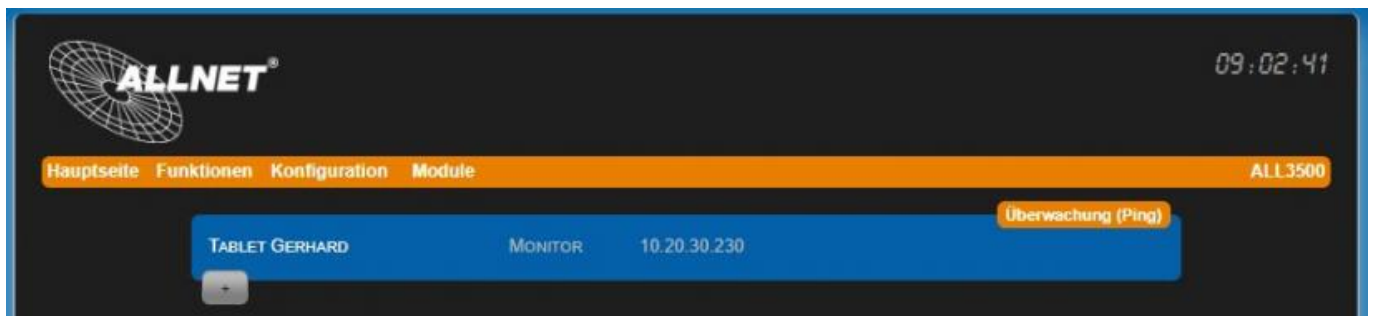 ALLNET®
09:02:41
Hauptseite Funktionen Konfiguration Module ALL3500
Überwachung (Ping)
TABLET GERHARD MONITOR 10.20.30.230
+